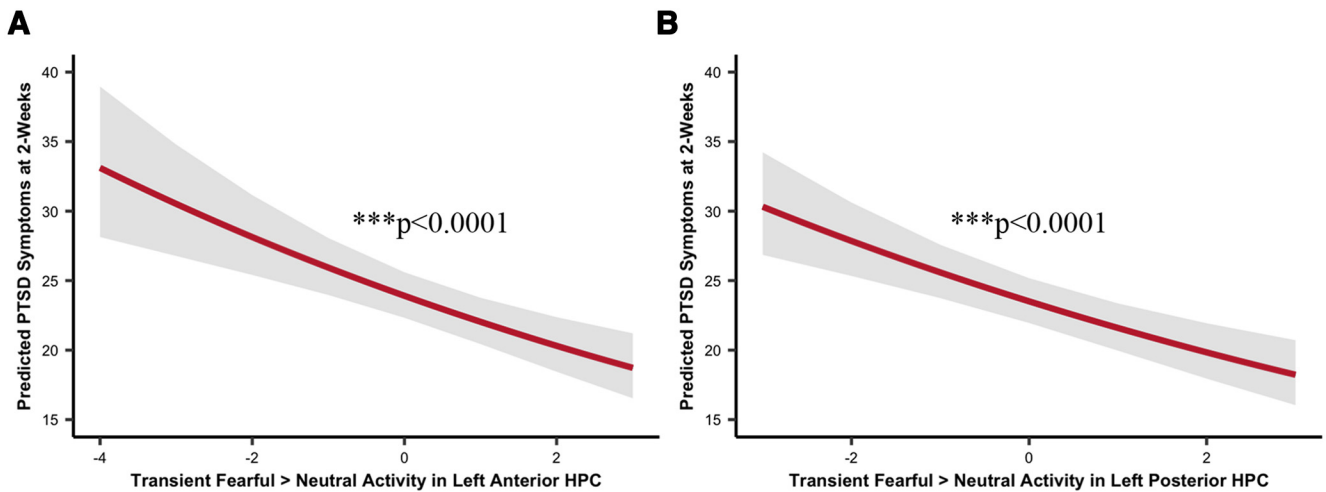 A
Predicted PTSD Symptoms at 2-Weeks
40
35
30
25
20
15
***p<0.0001
-4
-2
0
2
Transient Fearful > Neutral Activity in Left Anterior HPC
B
Predicted PTSD Symptoms at 2-Weeks
40
35
30
25
20
15
***p<0.0001
-2
0
2
Transient Fearful > Neutral Activity in Left Posterior HPC